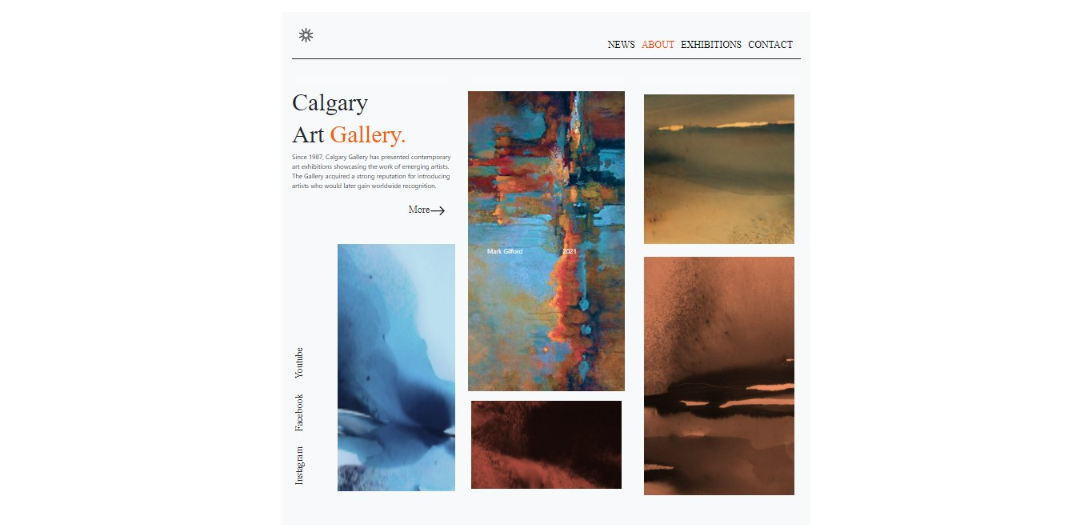 NEWS ABOUT EXHIBITIONS CONTACT
Calgary
Art Gallery.
Since 1987, Calgary Gallery has presented contemporary
art exhibitions showcasing the work of emerging artists.
The Gallery acquired a strong reputation for introducing
artists who would later gain worldwide recognition.
More
Mark Gifford 2021
Youtube
Facebook
Instagram